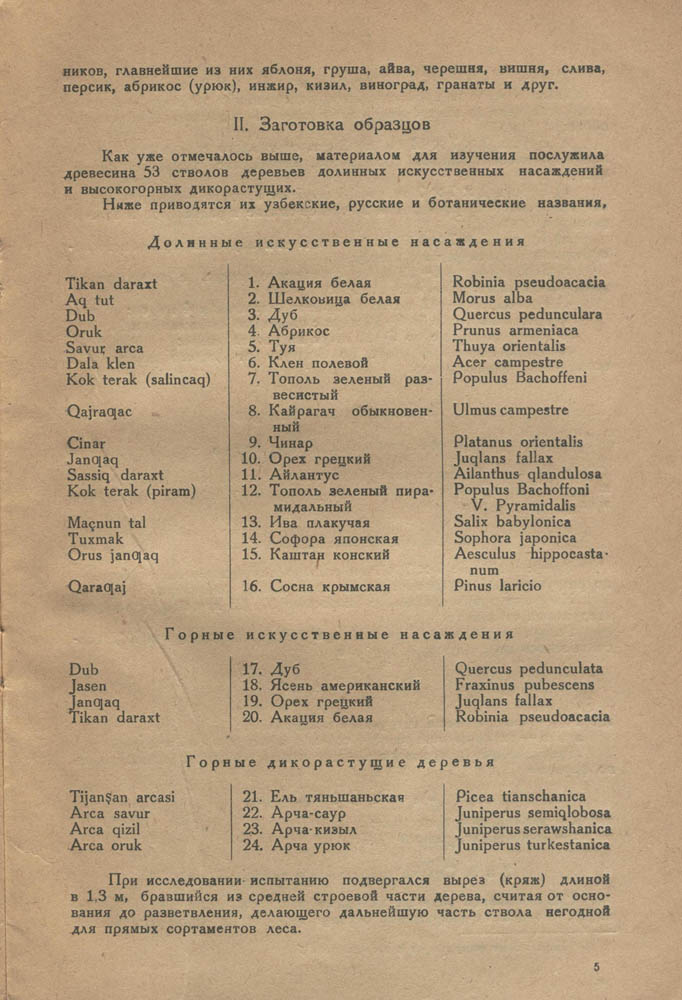 ников, главнейшие из них яблоня, груша, айва, черешня, вишня, слива,
персик, абрикос (урюк), инжир, кизил, виноград, гранаты и друг.
II. Заготовка образцов
Как уже отмечалось выше, материалом для изучения послужила
древесина 53 стволов деревьев долинных искусственных насаждений
и высокогорных дикорастущих.
Ниже приводятся их узбекские, русские и ботанические названия,
Долинные искусственные насаждения
Tikan daraxt 1. Акация белая Robinia pseudoacacia
Aq tut 2. Шелковица белая Morus alba
Dub 3. Дуб Quercus pedunculara
Oruk 4. Абрикос Prunus armeniaca
Savur arca 5. Туя Thuya orientalis
Dala klen 6. Клен полевой Acer campestre
Kok terak (salincaq) 7. Тополь зеленый раз- Populus Bachoffeni
весистый
Qajraƣac 8. Кайрагач обыкновен- Ulmus campestre
ный
Cinar 9. Чинар Platanus orientalis
Janƣaq 10. Орех грецкий Juqlans fallax
Sassiq daraxt 11. Айлантус Ailanthus qlandulosa
Kok terak (piram) 12. Тополь зеленый пира- Populus Bachoffoni
мидальный V. Pyramidalis
Maçnun tal 13. Ива плакучая Salix babylonica
Tuxmak 14. Софора японская Sophora japonica
Orus janƣaq 15. Каштан конский Aesculus hippocasta-
num
Qaraƣaj 16. Сосна крымская Pinus laricio
Горные искусственные насаждения
Dub 17. Дуб Quercus pedunculata
Jasen 18. Ясень американский Fraxinus pubescens
Janƣaq 19. Орех грецкий Juqlans fallax
Tikan daraxt 20. Акация белая Robinia pseudoacacia
Горные дикорастущие деревья
Tijanşan arcasi 21. Ель тяньшаньская Picea tianschanica
Arca savur 22. Арча-саур Juniperus semiqlobosa
Arca qizil 23. Арча-кизыл Juniperus serawshanica
Arca oruk 24. Арча урюк Juniperus turkestanica
При исследовании испытанию подвергался вырез (кряж) длиной
в 1,3 м, бравшийся из средней строевой части дерева, считая от осно-
вания до разветвления, делающего дальнейшую часть ствола негодной
для прямых сортаментов леса.
5